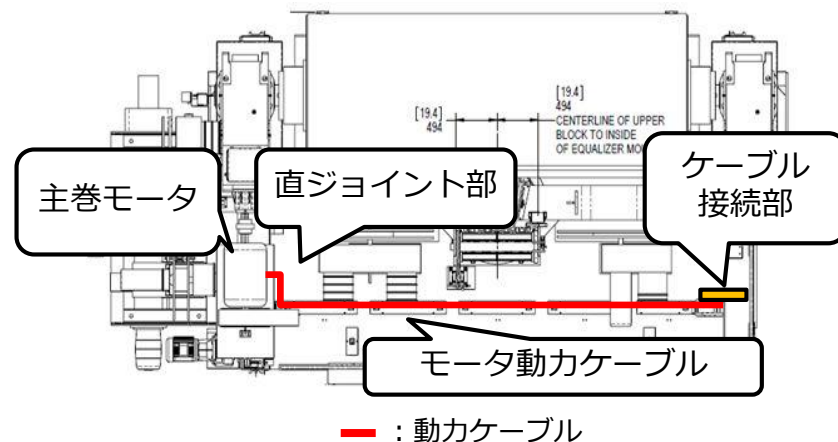 [19.4]
494
[19.4]
494
CENTERLINE OF UPPER
BLOCK TO INSIDE
OF EQUALIZER MOU
主巻モータ
直ジョイント部
ケーブル
接続部
モータ動力ケーブル
：動力ケーブル